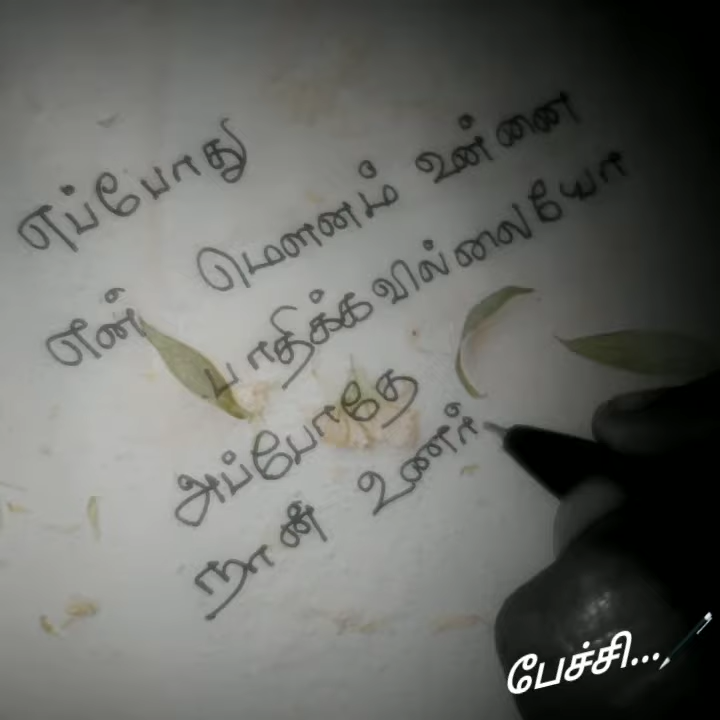 எப்போது
என் மௌனம் உன்னை
பாதிக்கவில்லையோ
அப்போதே
நான் உணர்
பேச்சி...